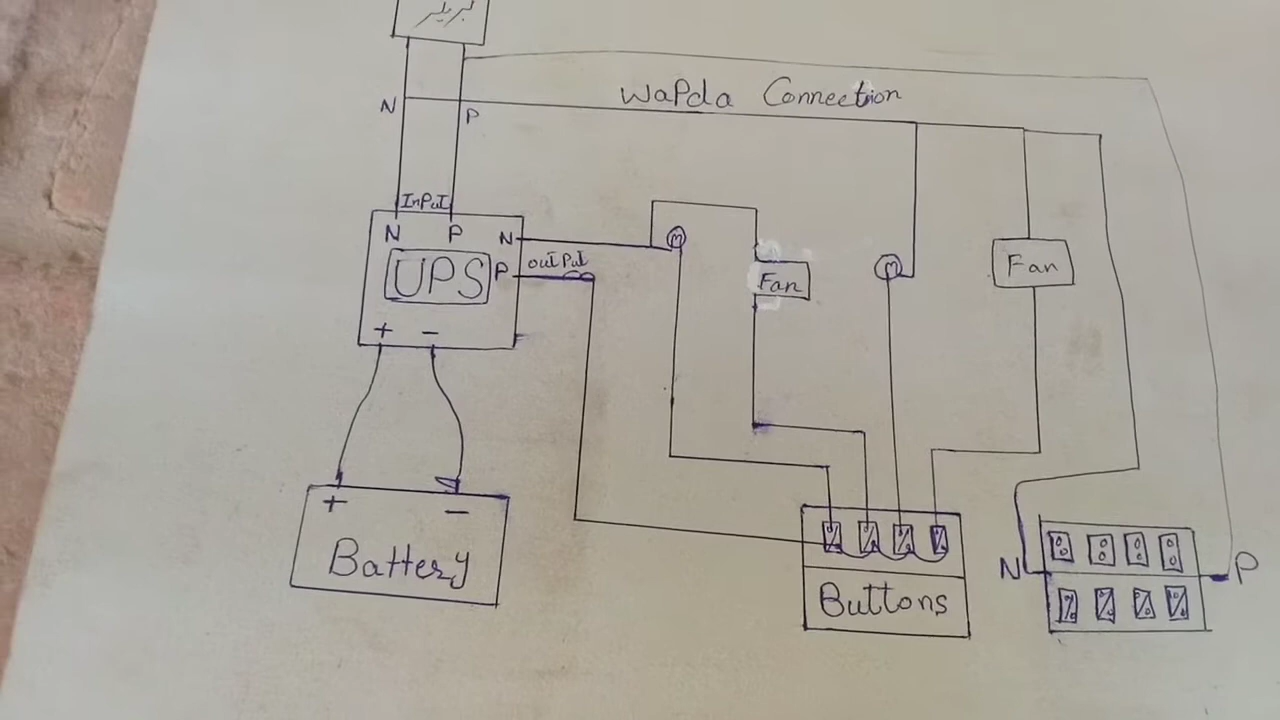 WaPda Connection
N
P
InPuT
N P
N
outPut
P
UPS
+ −
M
Fan
M
Fan
+ −
Battery
Buttons
N
P